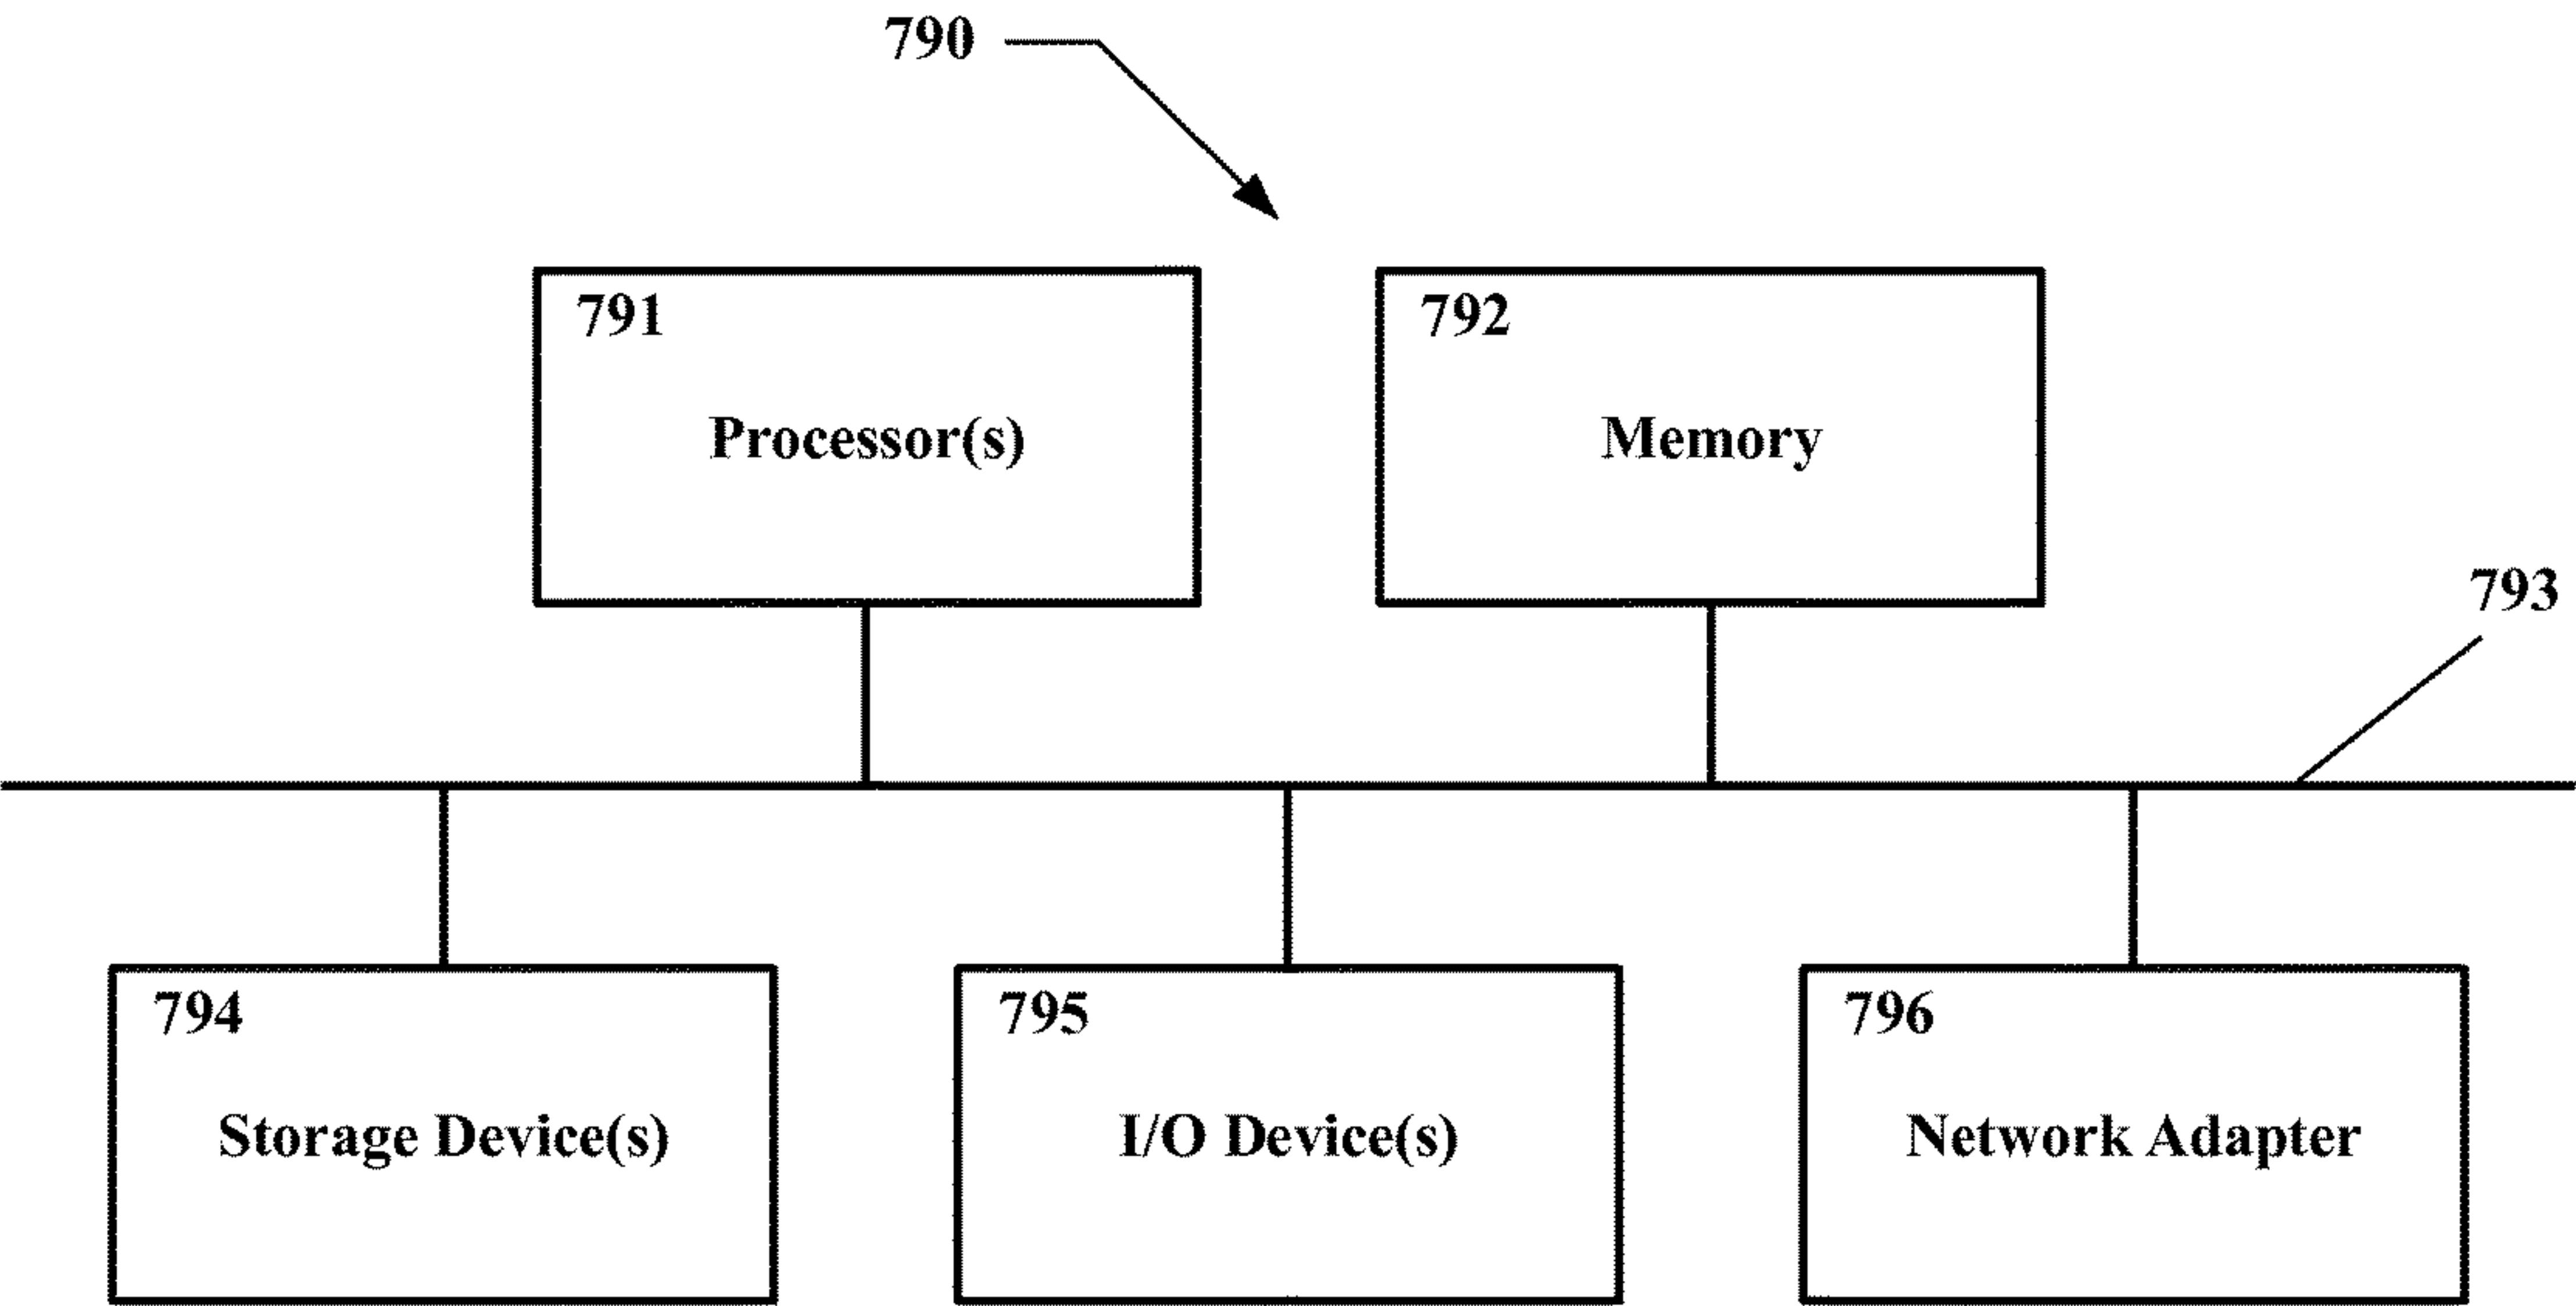 790
791
Processor(s)
792
Memory
793
794
Storage Device(s)
795
I/O Device(s)
796
Network Adapter